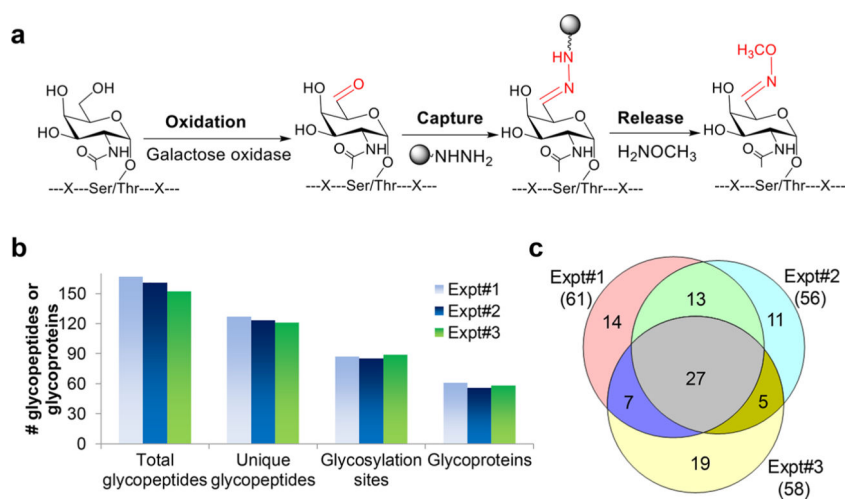 a
OH
HO
HO
NH
O
O
O
---X---Ser/Thr---X---
Oxidation
Galactose oxidase
O
HO
HO
NH
O
O
O
---X---Ser/Thr---X---
Capture
NHNH₂
HN
N
HO
HO
NH
O
O
O
---X---Ser/Thr---X---
Release
H₂NOCH₃
H₃CO
N
HO
HO
NH
O
O
O
---X---Ser/Thr---X---
b
# glycopeptides or
glycoproteins
150
120
90
60
30
0
Expt#1
Expt#2
Expt#3
Total
glycopeptides
Unique
glycopeptides
Glycosylation
sites
Glycoproteins
c
Expt#1
(61)
Expt#2
(56)
14
13
11
27
7
5
19
Expt#3
(58)